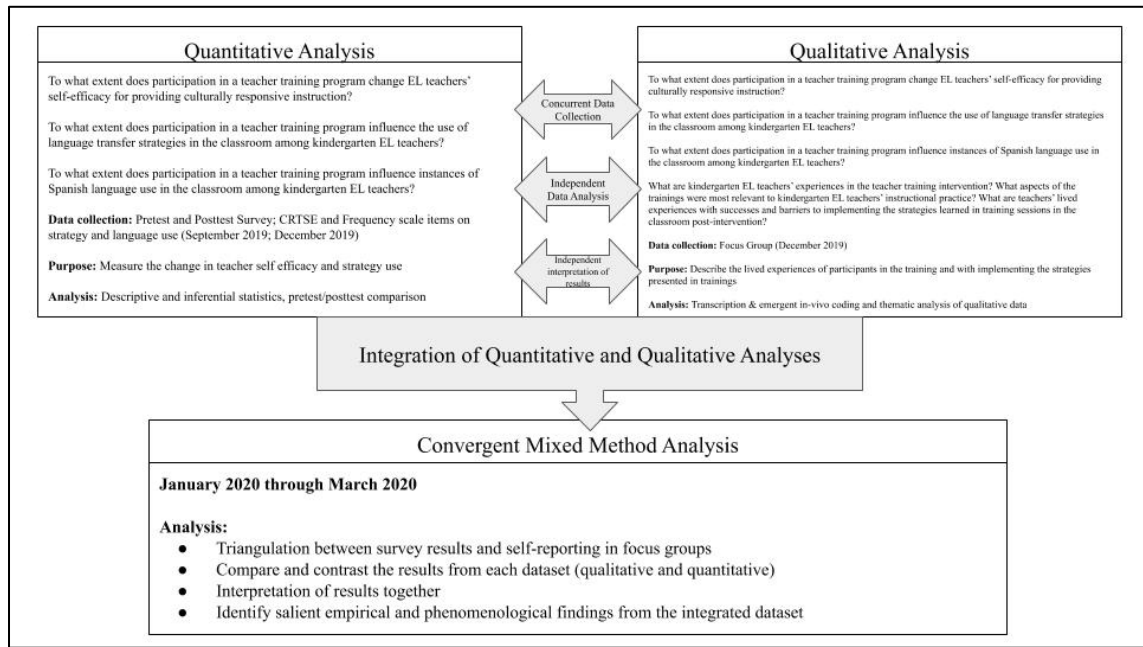 Quantitative Analysis
To what extent does participation in a teacher training program change EL teachers’
self-efficacy for providing culturally responsive instruction?
To what extent does participation in a teacher training program influence the use of
language transfer strategies in the classroom among kindergarten EL teachers?
To what extent does participation in a teacher training program influence instances of
Spanish language use in the classroom among kindergarten EL teachers?
Data collection: Pretest and Posttest Survey; CRTSE and Frequency scale items on
strategy and language use (September 2019; December 2019)
Purpose: Measure the change in teacher self efficacy and strategy use
Analysis: Descriptive and inferential statistics, pretest/posttest comparison
Concurrent Data
Collection
Independent
Data Analysis
Independent
interpretation of
results
Qualitative Analysis
To what extent does participation in a teacher training program change EL teachers’ self-efficacy for providing
culturally responsive instruction?
To what extent does participation in a teacher training program influence the use of language transfer strategies
in the classroom among kindergarten EL teachers?
To what extent does participation in a teacher training program influence instances of Spanish language use in
the classroom among kindergarten EL teachers?
What are kindergarten EL teachers’ experiences in the teacher training intervention? What aspects of the
trainings were most relevant to kindergarten EL teachers’ instructional practice? What are teachers’ lived
experiences with successes and barriers to implementing the strategies learned in training sessions in the
classroom post-intervention?
Data collection: Focus Group (December 2019)
Purpose: Describe the lived experiences of participants in the training and with implementing the strategies
presented in trainings
Analysis: Transcription & emergent in-vivo coding and thematic analysis of qualitative data
Integration of Quantitative and Qualitative Analyses
Convergent Mixed Method Analysis
January 2020 through March 2020
Analysis:
● Triangulation between survey results and self-reporting in focus groups
● Compare and contrast the results from each dataset (qualitative and quantitative)
● Interpretation of results together
● Identify salient empirical and phenomenological findings from the integrated dataset